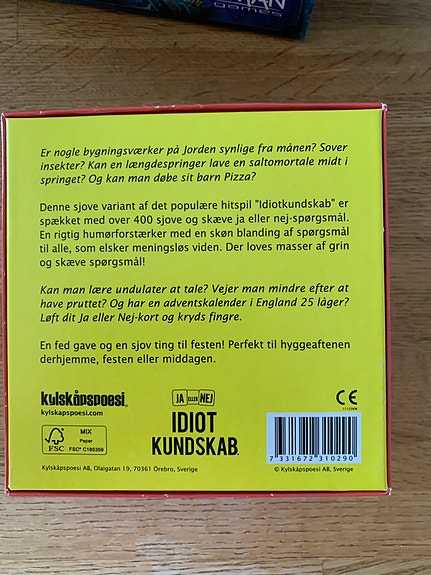 games
Er nogle bygningsværker på Jorden synlige fra månen? Sover
insekter? Kan en længdespringer lave en saltomortale midt i
springet? Og kan man døbe sit barn Pizza?
Denne sjove variant af det populære hitspil "Idiotkundskab" er
spækket med over 400 sjove og skæve ja eller nej-spørgsmål.
En rigtig humørforstærker med en skøn blanding af spørgsmål
til alle, som elsker meningsløs viden. Der loves masser af grin
og skæve spørgsmål!
Kan man lære undulater at tale? Vejer man mindre efter at
have pruttet? Og har en adventskalender i England 25 låger?
Løft dit Ja eller Nej-kort og kryds fingre.
En fed gave og en sjov ting til festen! Perfekt til hyggeaftenen
derhjemme, festen eller middagen.
kylskåpspoesi
kylskapspoesi.com
FSC
MIX
Paper
FSC® C185359
JA ELLER NEJ
IDIOT
KUNDSKAB
CE
7 331672 310290
Kylskåpspoesi AB, Olaigatan 19, 70361 Örebro, Sverige
© Kylskåpspoesi AB, Sverige